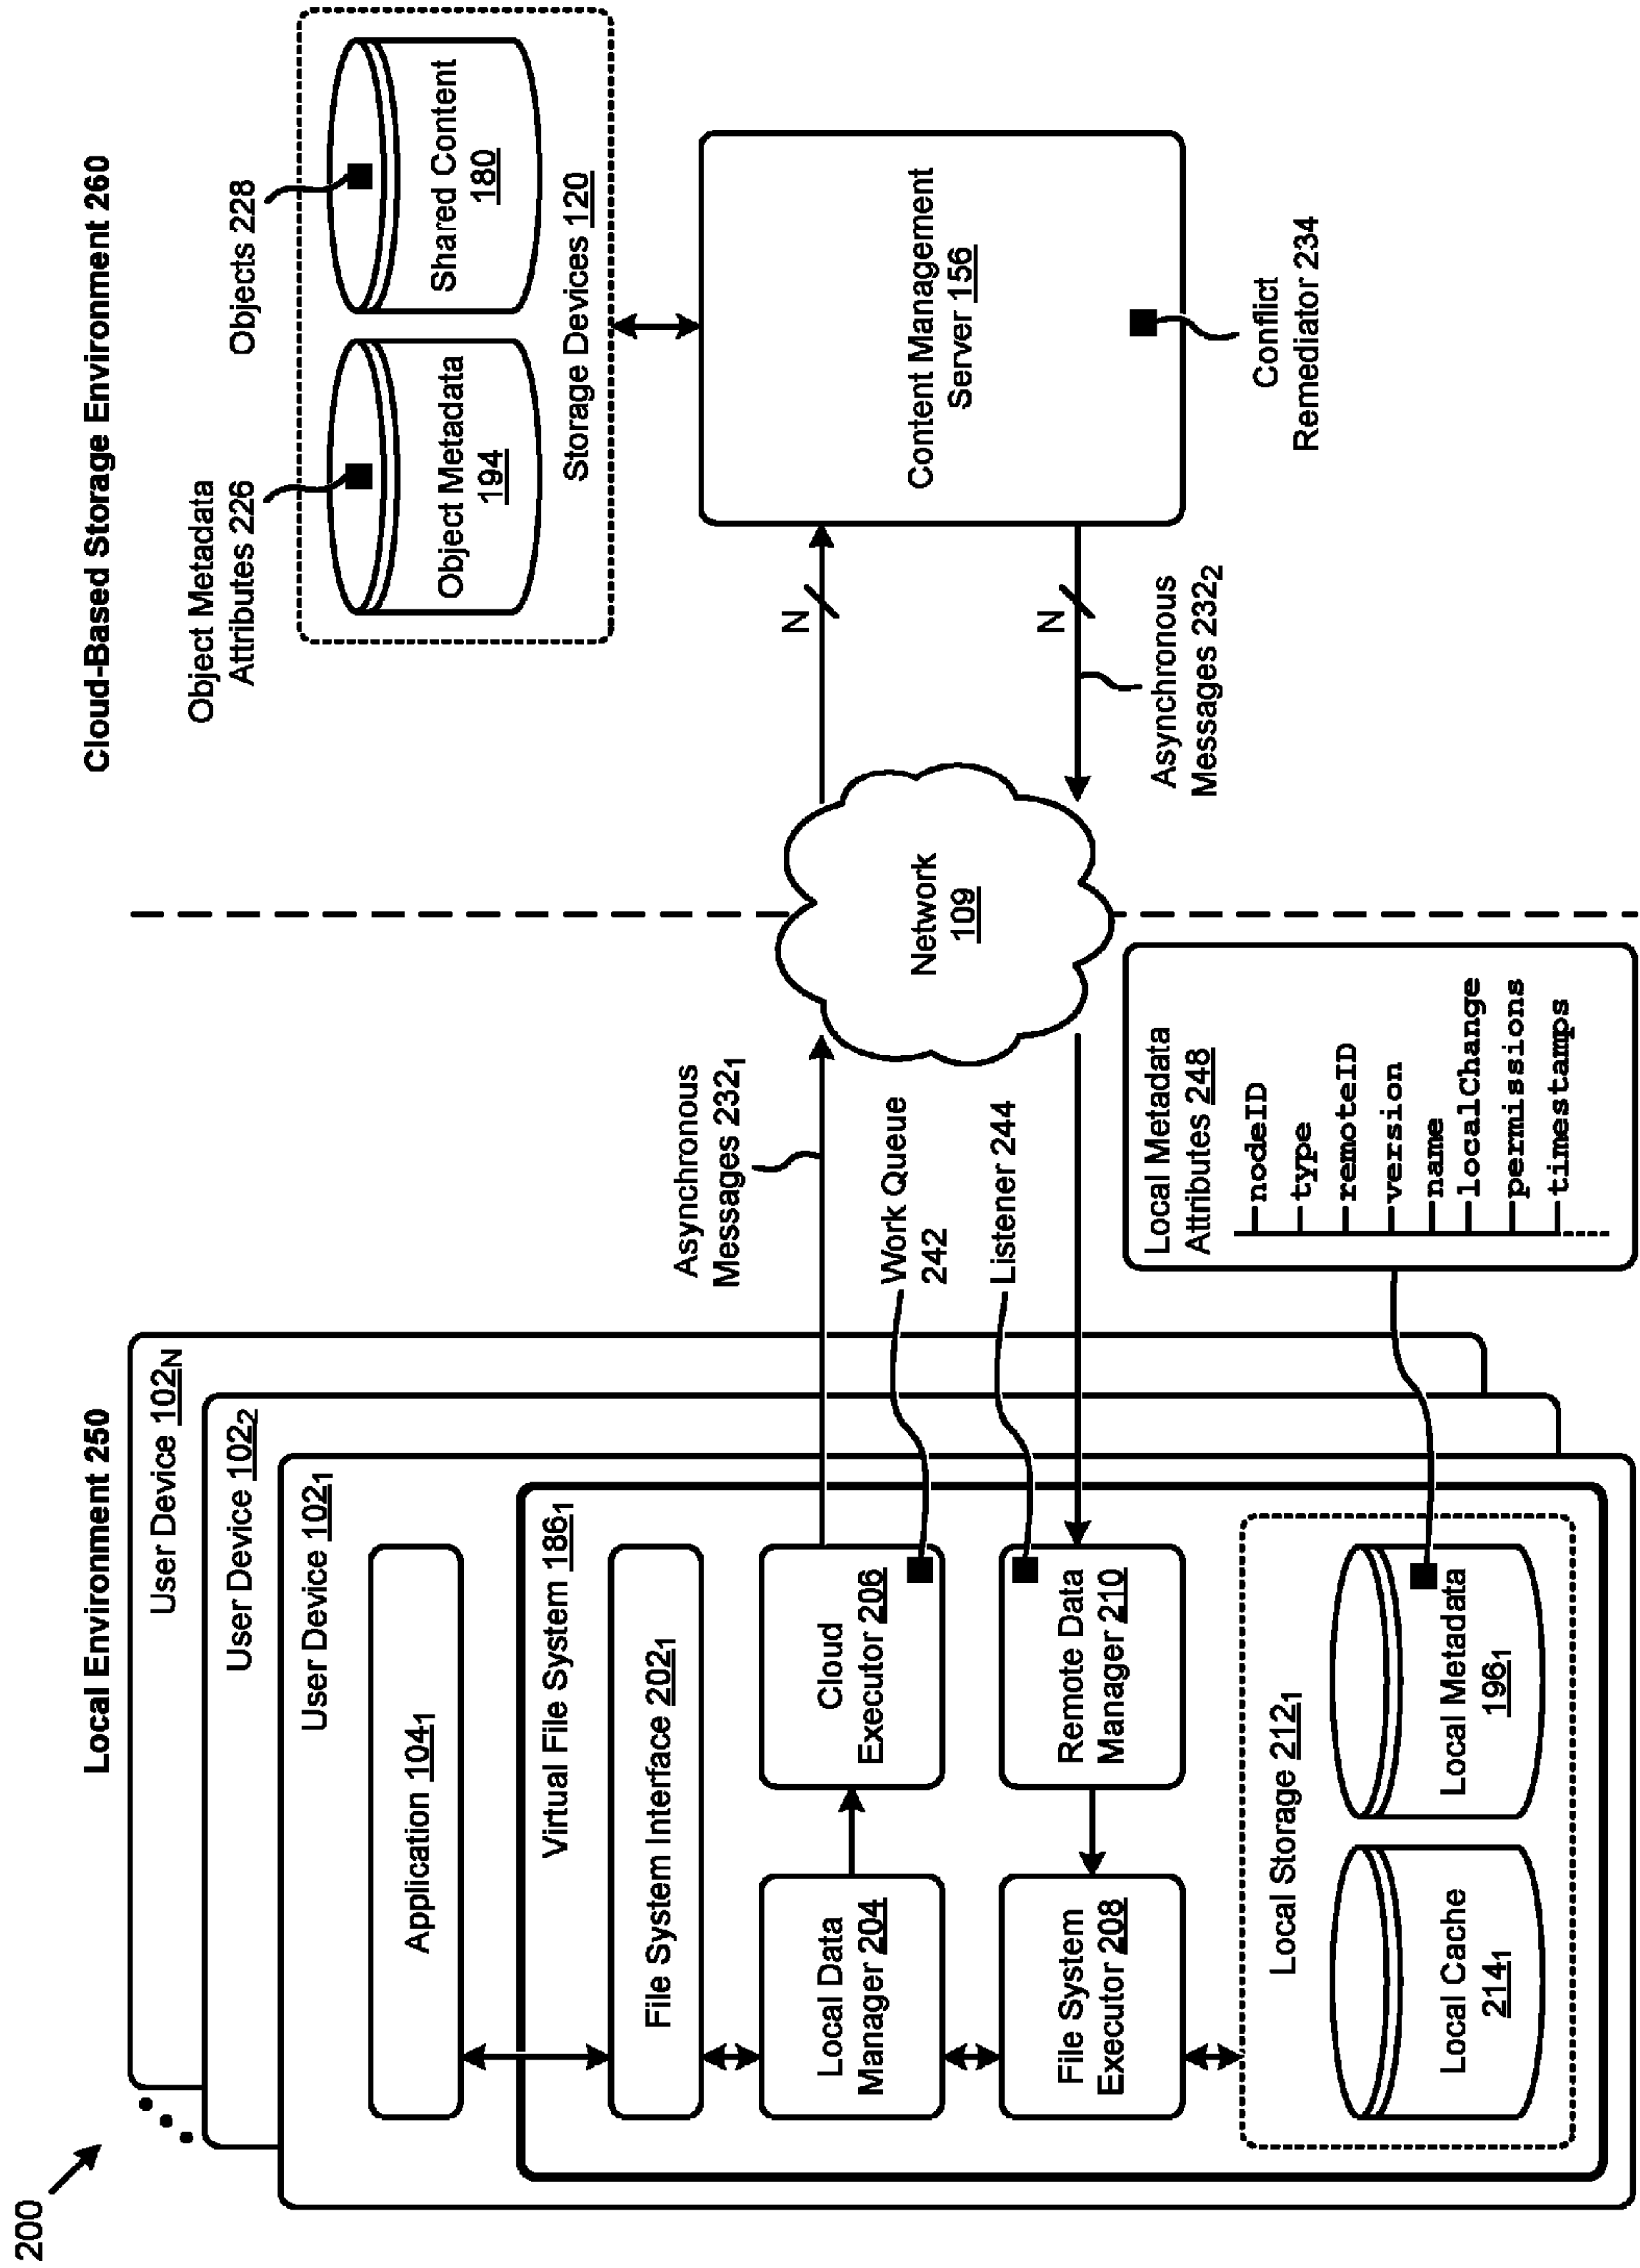 200
Local Environment 250
Cloud-Based Storage Environment 260
User Device 102N
User Device 1022
User Device 1021
Application 1041
Virtual File System 1861
File System Interface 2021
Local Data
Manager 204
Cloud
Executor 206
File System
Executor 208
Remote Data
Manager 210
Local Storage 2121
Local Cache
2141
Local Metadata
1961
Asynchronous
Messages 2321
Work Queue
242
Listener 244
Network
109
Local Metadata
Attributes 248
nodeID
type
remoteID
version
name
localChange
permissions
timestamps
N
N
Asynchronous
Messages 2322
Object Metadata
Attributes 226
Objects 228
Object Metadata
194
Shared Content
180
Storage Devices 120
Content Management
Server 156
Conflict
Remediator 234